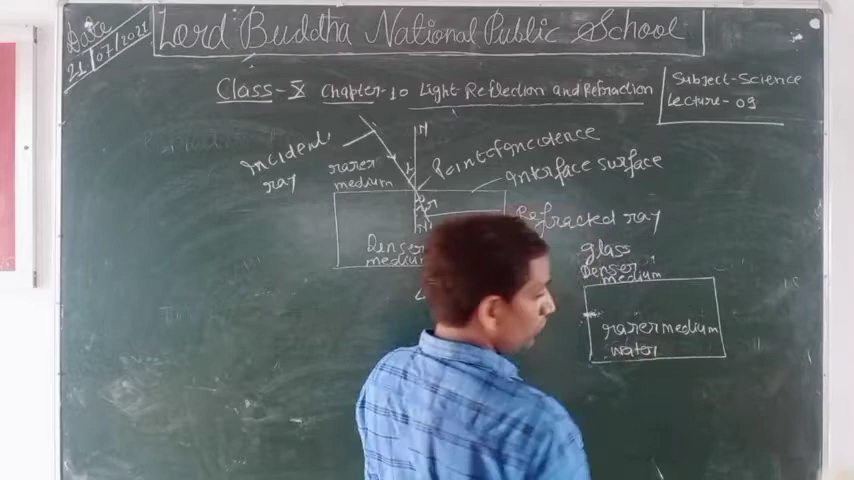 Date
21/07/2021
Lord Buddha National Public School
Class-X Chapter-10 Light Reflection and Refraction
Subject-Science
Lecture-09
Incident
ray
rarer
medium
N
i
Point of incidence
Interface surface
r
Refracted ray
Denser
medium
glass
Denser
medium
rarer medium
water